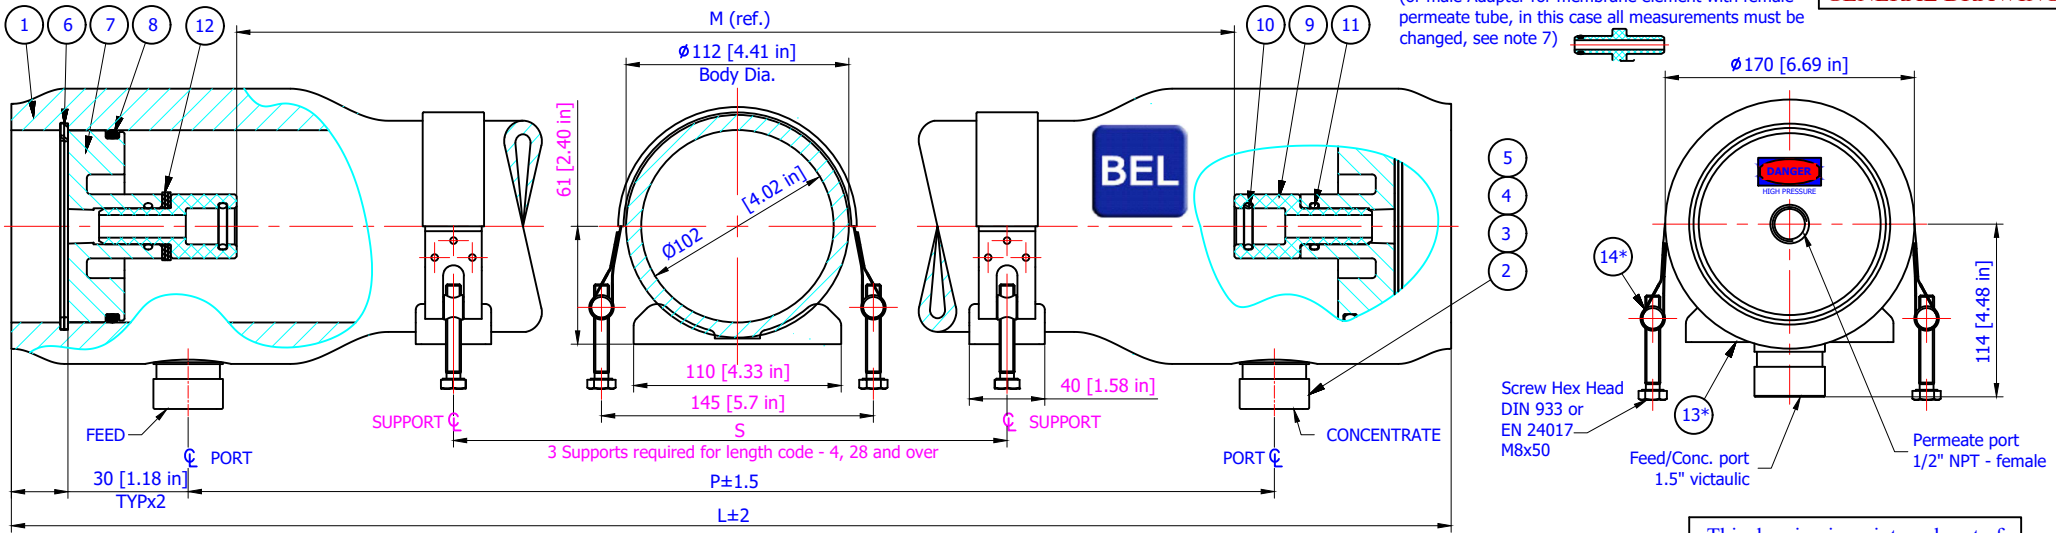 (or male Adapter for membrane element with female
permeate tube, in this case all measurements must be
changed, see note 7)
GENERAL DRAWING
1
6
7
8
12
M (ref.)
10
9
11
Ø112 [4.41 in]
Body Dia.
Ø170 [6.69 in]
61 [2.40 in]
Ø102
[4.02 in]
BEL
5
4
3
2
DANGER
HIGH PRESSURE
14*
13*
114 [4.48 in]
110 [4.33 in]
145 [5.7 in]
40 [1.58 in]
SUPPORT
S
SUPPORT
3 Supports required for length code - 4, 28 and over
FEED
PORT
CONCENTRATE
PORT
30 [1.18 in]
TYPx2
P±1.5
L±2
Screw Hex Head
DIN 933 or
EN 24017
M8x50
Feed/Conc. port
1.5" victaulic
Permeate port
1/2" NPT - female